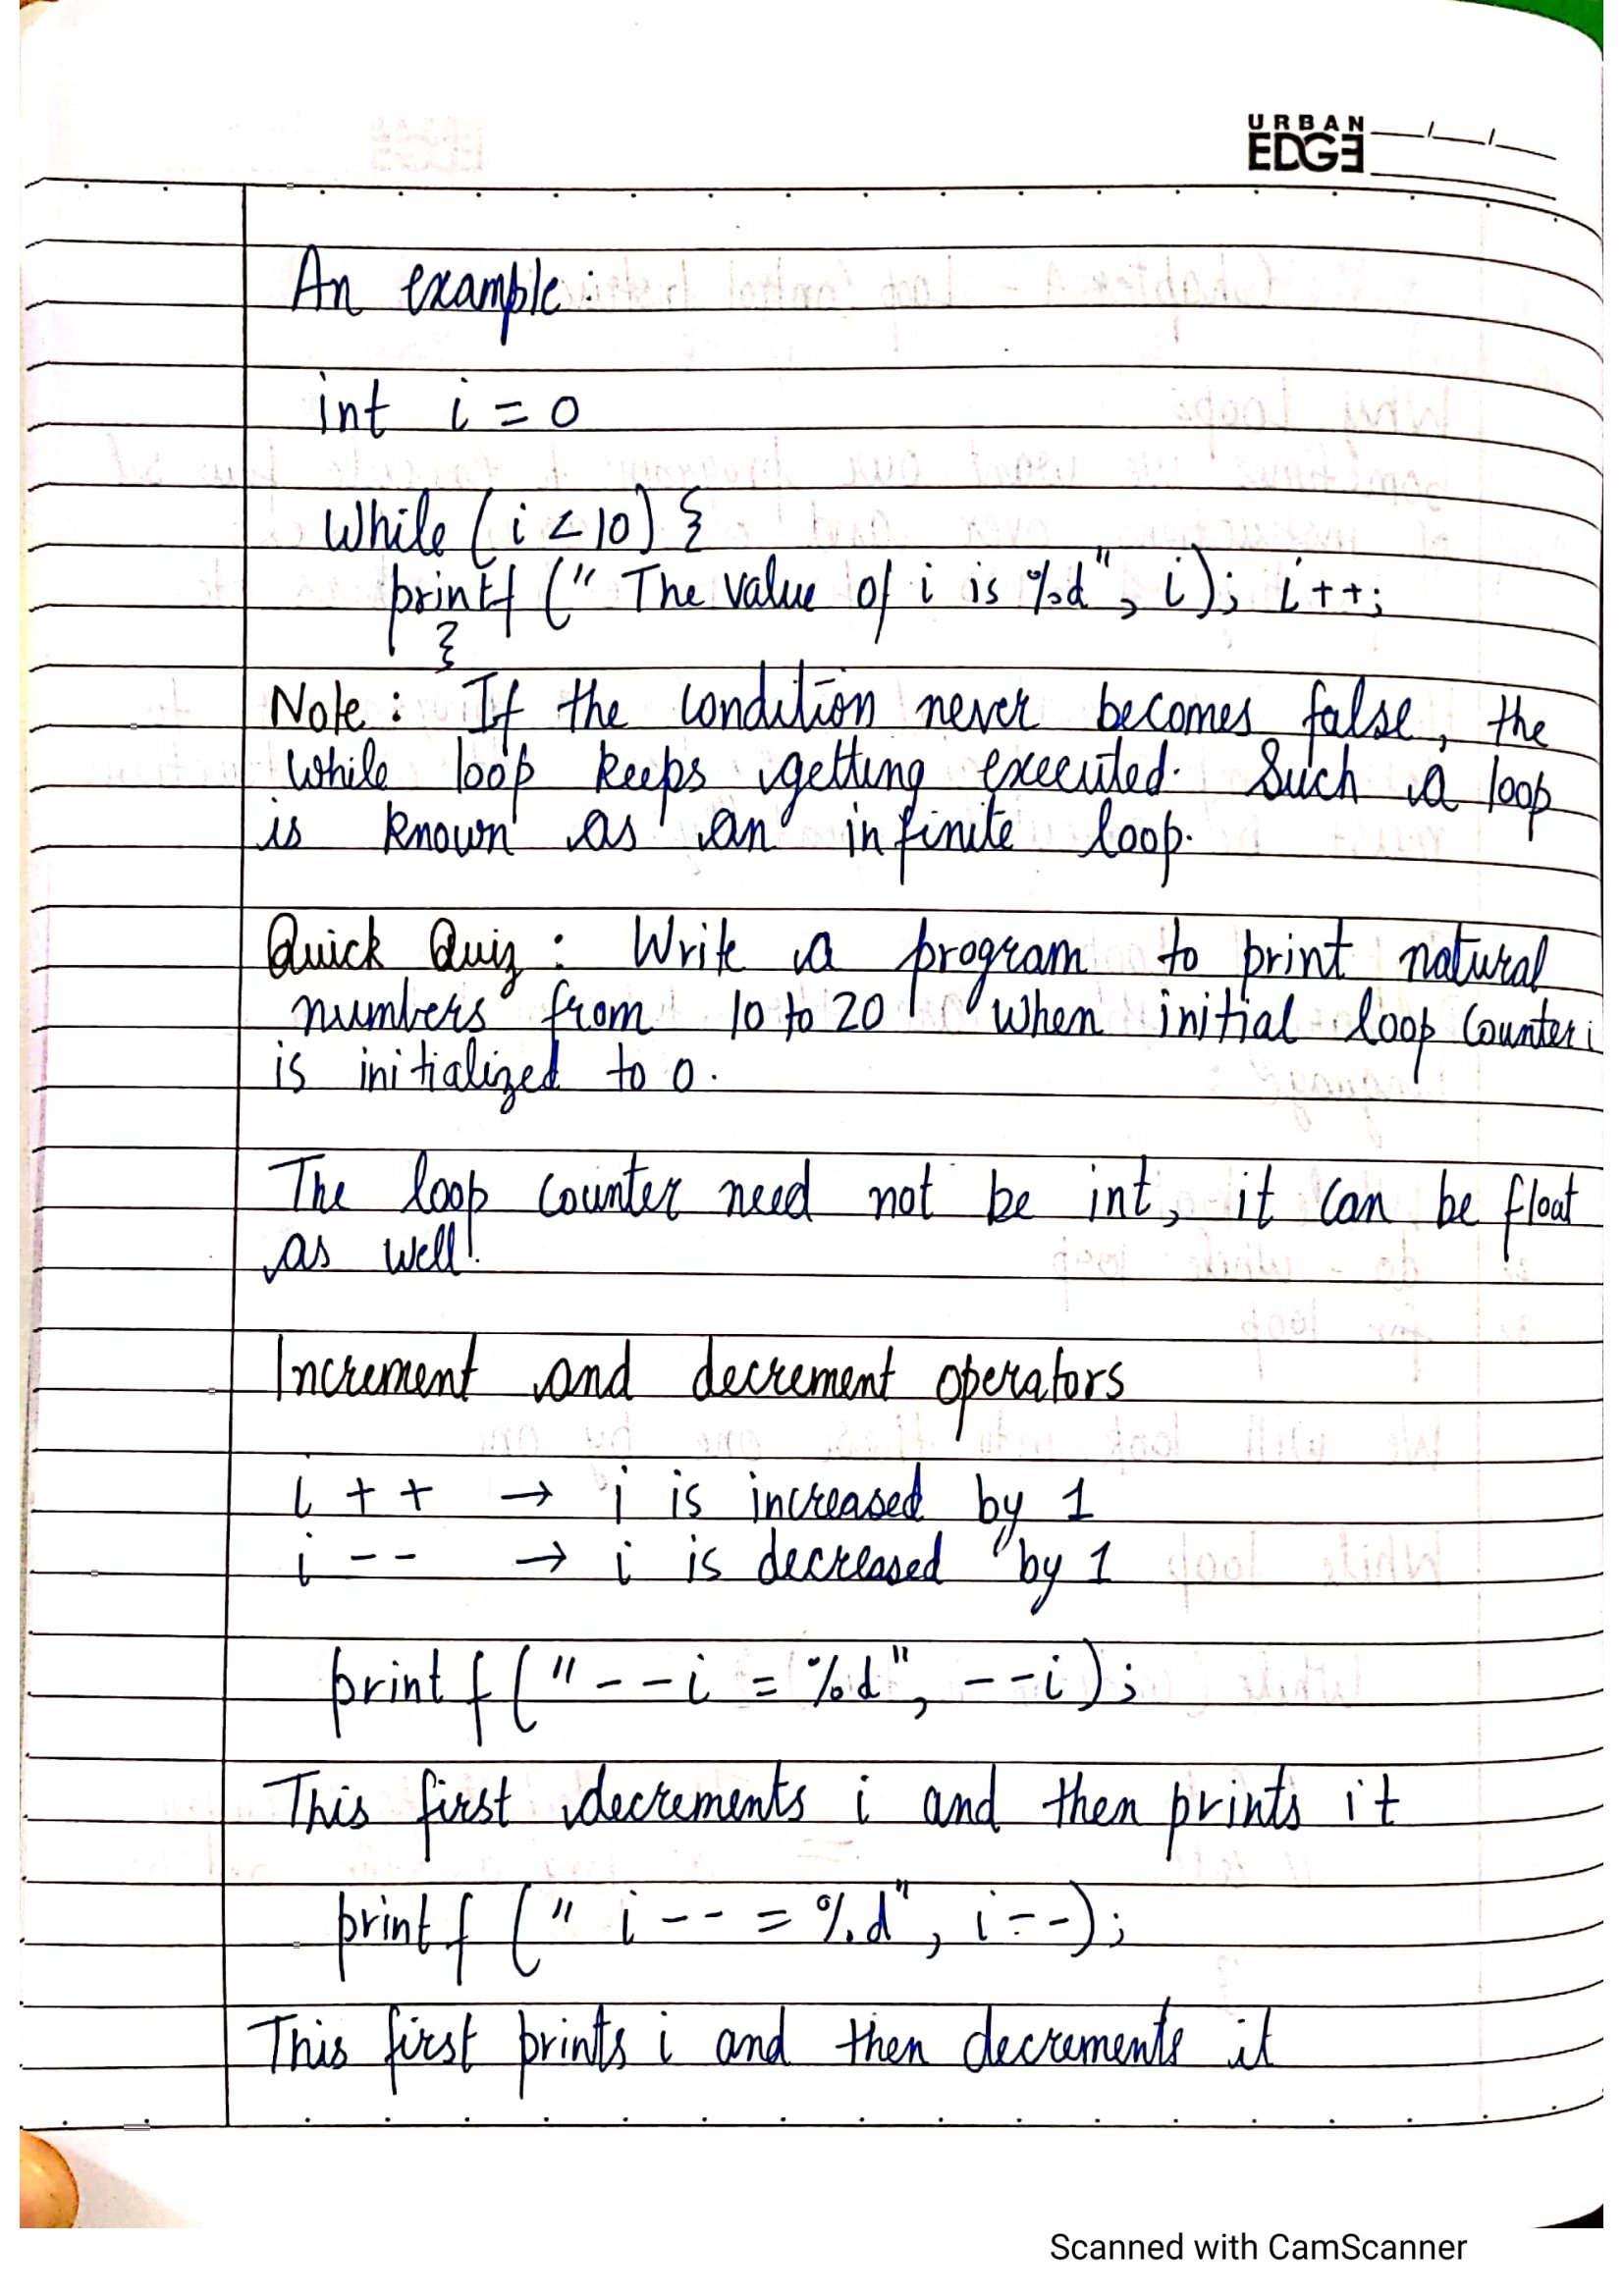 URBAN
EDGE
An example:
int i = 0
While (i < 10) {
printf (" The value of i is %d", i); i++;
}
Note: If the condition never becomes false, the
while loop keeps getting executed. Such a loop
is known as an infinite loop.
Quick Quiz: Write a program to print natural
numbers from 10 to 20 when initial loop counter i
is initialized to 0.
The loop counter need not be int, it can be float
as well!
Increment and decrement operators
i + + → i is increased by 1
i - - → i is decreased by 1
printf ("--i = %d", --i);
This first decrements i and then prints it
printf (" i-- = %d", i--);
This first prints i and then decrements it
Scanned with CamScanner